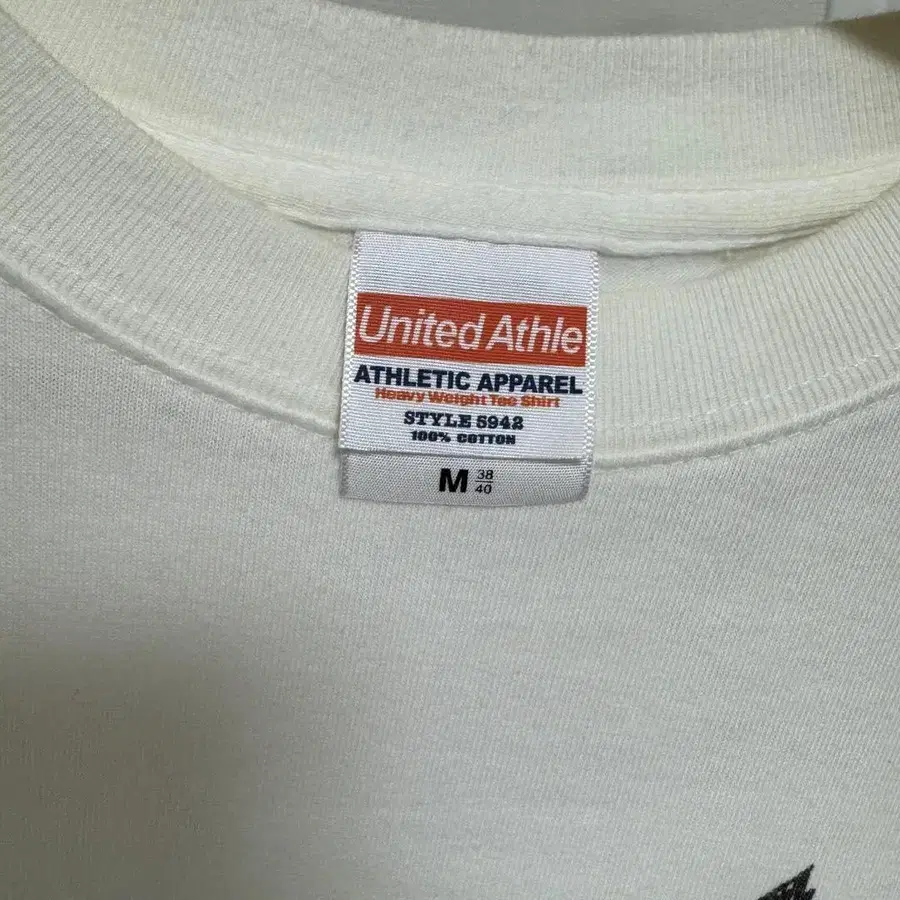 United Athle
ATHLETIC APPAREL
Heavy Weight Tee Shirt
STYLE 5942
100% COTTON
M 38/40